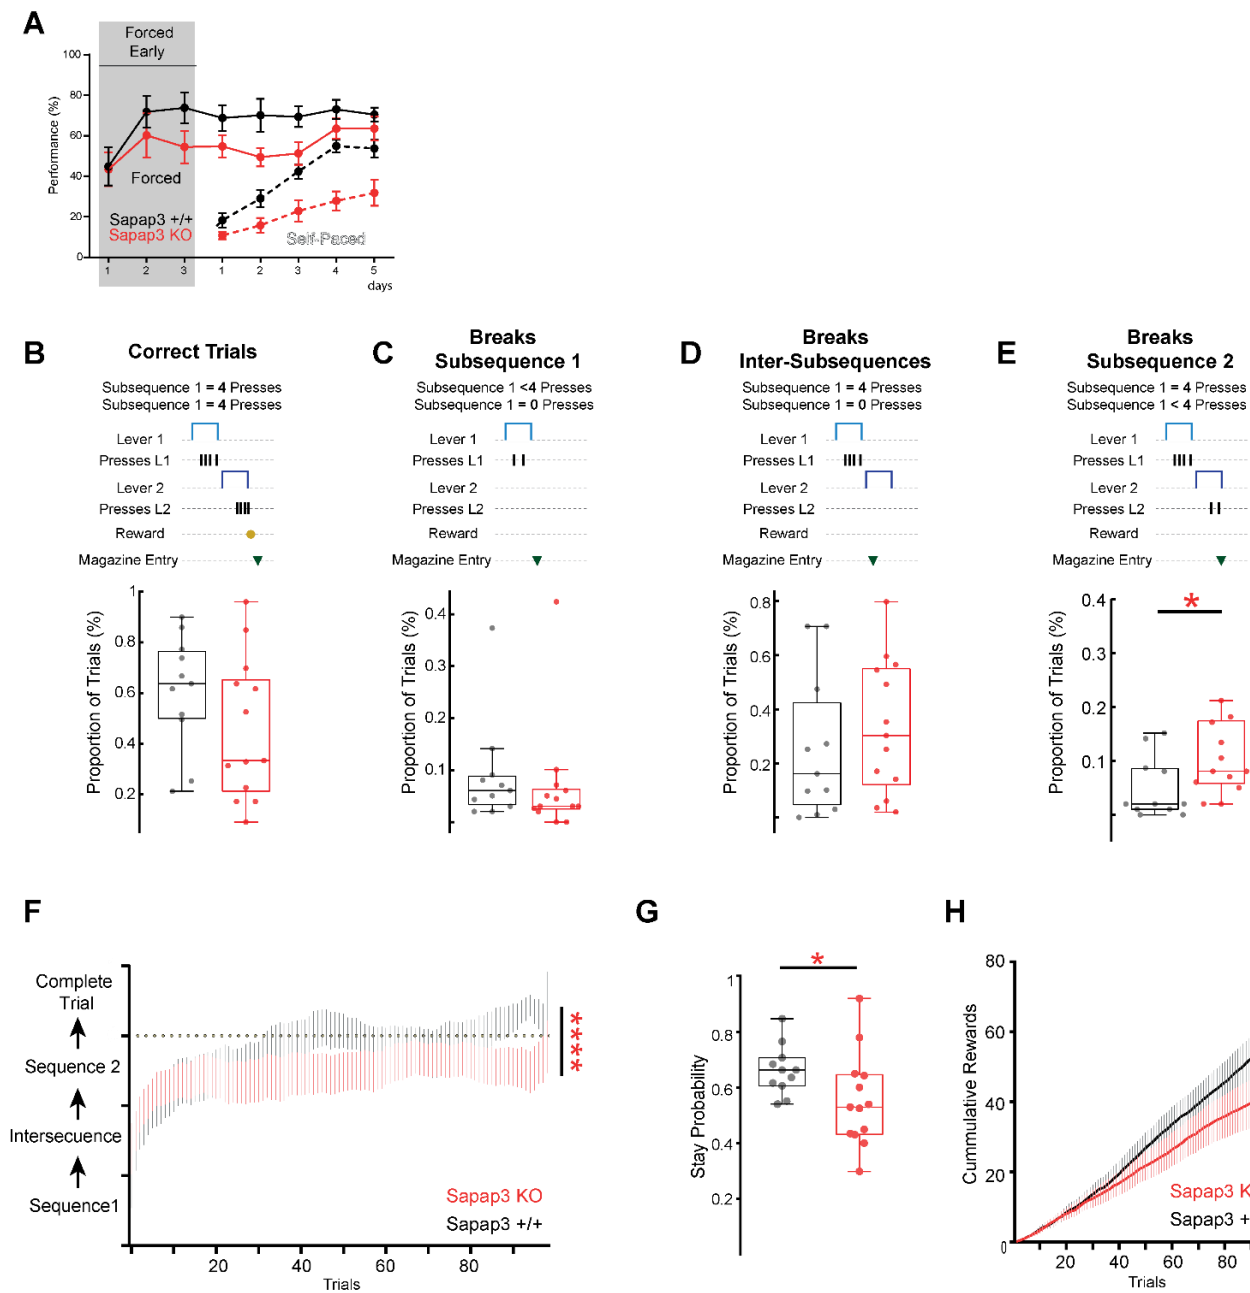 A
Forced
Early
100
80
60
40
20
0
Performance (%)
Forced
Sapap3 +/+
Sapap3 KO
Self-Paced
1
2
3
1
2
3
4
5
days
B
Correct Trials
Subsequence 1 = 4 Presses
Subsequence 1 = 4 Presses
Lever 1
Presses L1
Lever 2
Presses L2
Reward
Magazine Entry
1
0.8
0.6
0.4
0.2
Proportion of Trials (%)
C
Breaks
Subsequence 1
Subsequence 1 <4 Presses
Subsequence 1 = 0 Presses
Lever 1
Presses L1
Lever 2
Presses L2
Reward
Magazine Entry
0.4
0.3
0.2
0.1
Proportion of Trials (%)
D
Breaks
Inter-Subsequences
Subsequence 1 = 4 Presses
Subsequence 1 = 0 Presses
Lever 1
Presses L1
Lever 2
Presses L2
Reward
Magazine Entry
0.8
0.6
0.4
0.2
Proportion of Trials (%)
E
Breaks
Subsequence 2
Subsequence 1 = 4 Presses
Subsequence 1 < 4 Presses
Lever 1
Presses L1
Lever 2
Presses L2
Reward
Magazine Entry
0.4
0.3
0.2
0.1
Proportion of Trials (%)
*
F
Complete
Trial
Sequence 2
Intersecuence
Sequence1
****
Sapap3 KO
Sapap3 +/+
20
40
60
80
Trials
G
*
1
0.8
0.6
0.4
0.2
Stay Probability
H
80
60
40
20
0
Cummulative Rewards
Sapap3 K
Sapap3 +
20
40
60
80
Trials